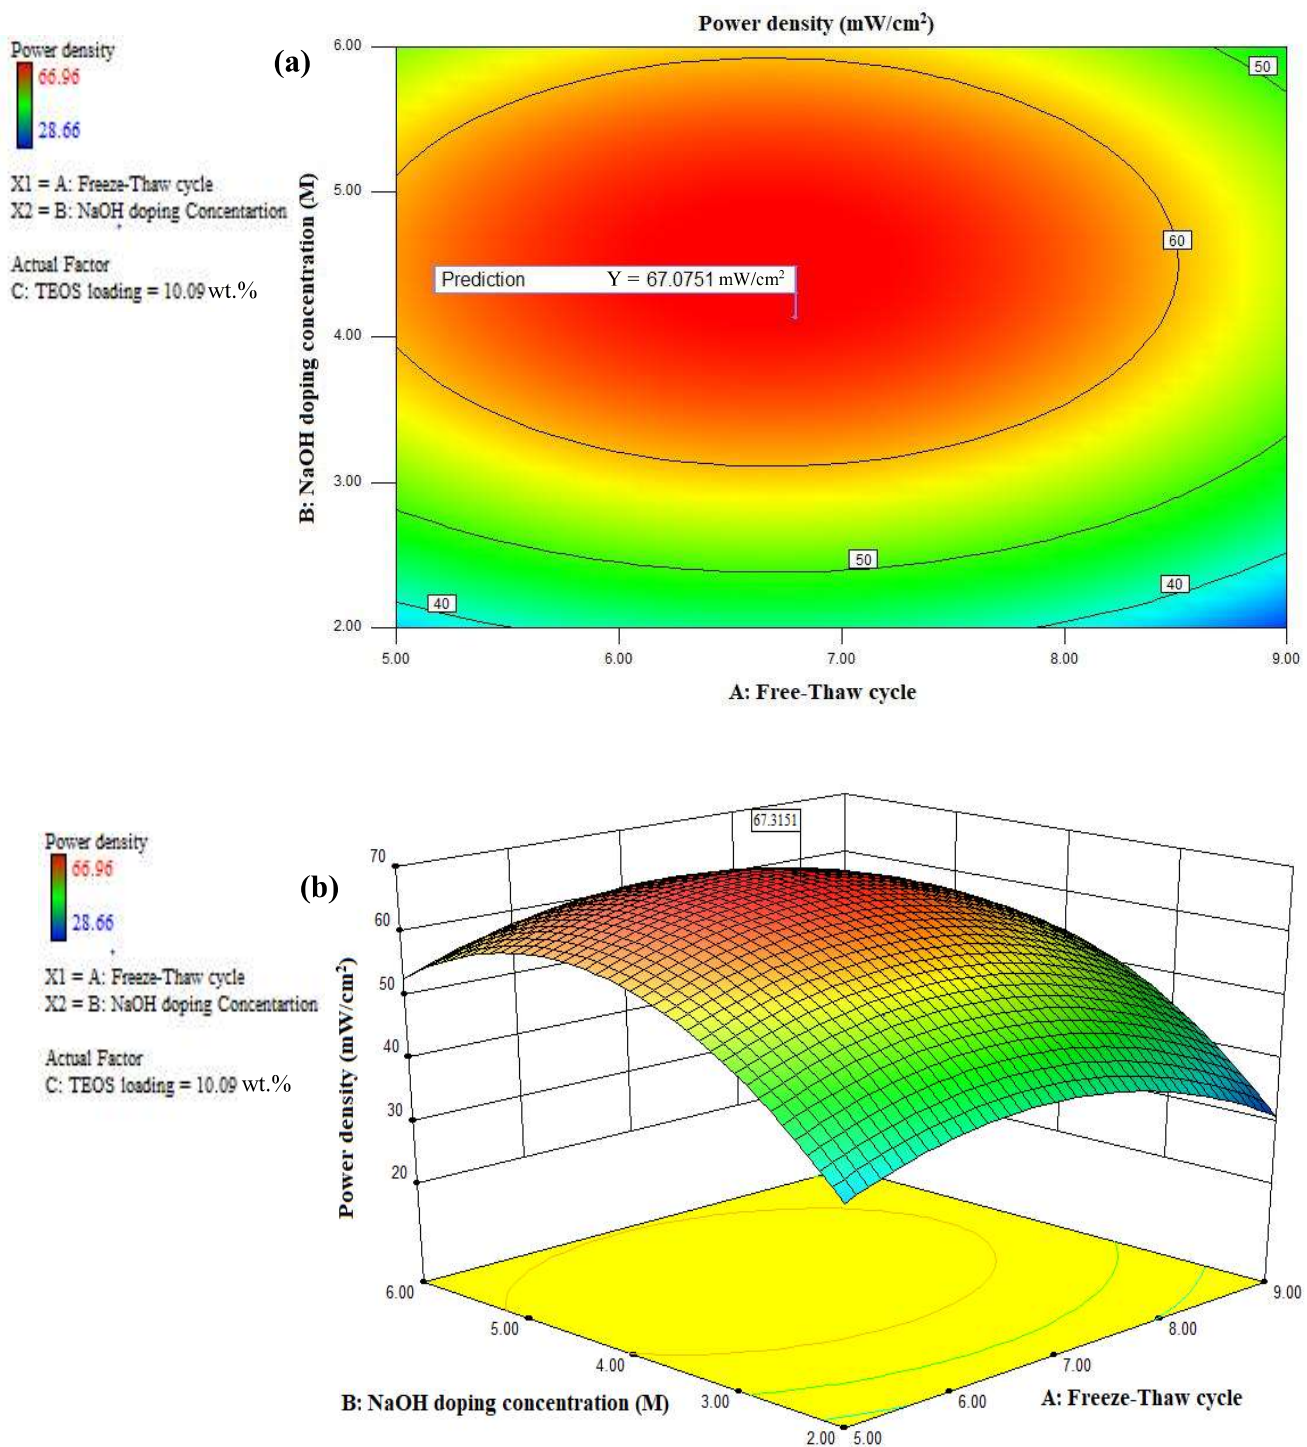 Power density (mW/cm²)
(a)
Power density
66.96
28.66
X1 = A: Freeze-Thaw cycle
X2 = B: NaOH doping Concentartion
Actual Factor
C: TEOS loading = 10.09 wt.%
B: NaOH doping concentration (M)
6.00
5.00
4.00
3.00
2.00
50
60
Prediction Y = 67.0751 mW/cm²
50
40
40
5.00 6.00 7.00 8.00 9.00
A: Free-Thaw cycle
(b)
Power density
66.96
28.66
X1 = A: Freeze-Thaw cycle
X2 = B: NaOH doping Concentartion
Actual Factor
C: TEOS loading = 10.09 wt.%
67.3151
Power density (mW/cm²)
70
60
50
40
30
20
6.00
5.00
4.00
3.00
2.00
5.00
6.00
7.00
8.00
9.00
B: NaOH doping concentration (M)
A: Freeze-Thaw cycle